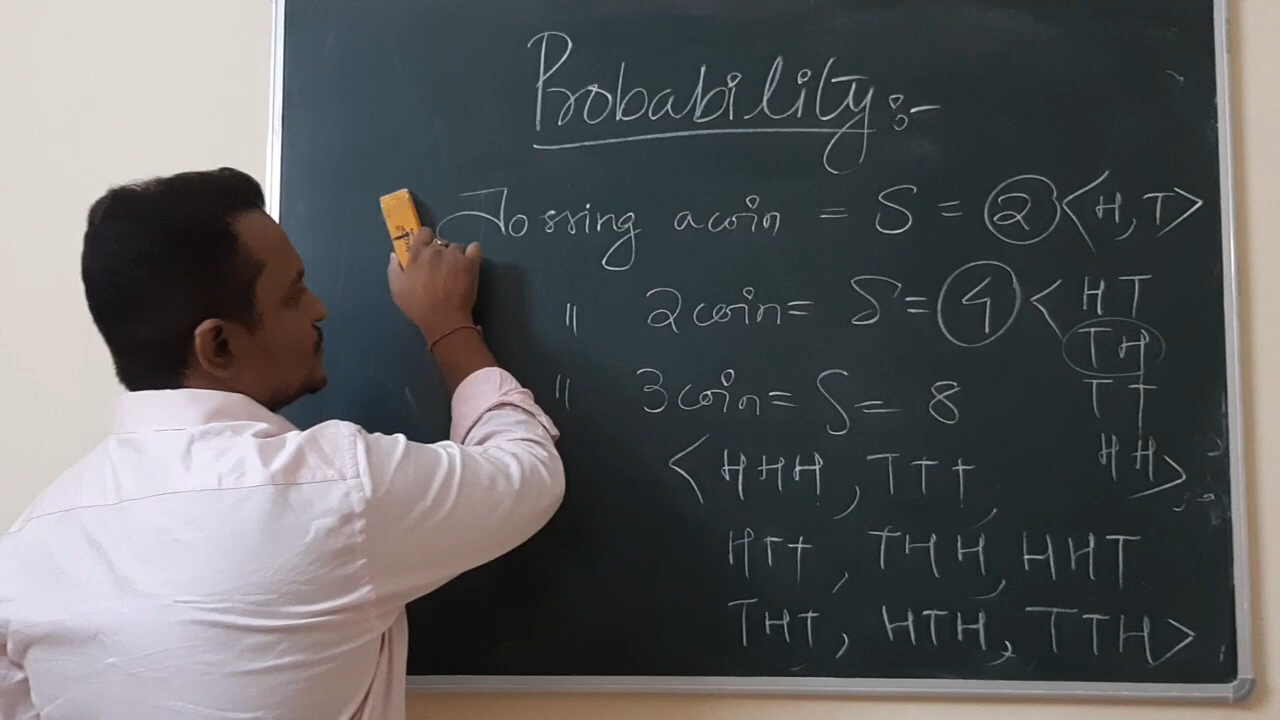 Probability :-
Tossing a coin = S = 2 <H, T>
" 2 coin = S = 4 < HT
TH
" 3 coin = S = 8 TT
<HHH, TTT, HH>
HTT, THH, HHT
THT, HTH, TTH>